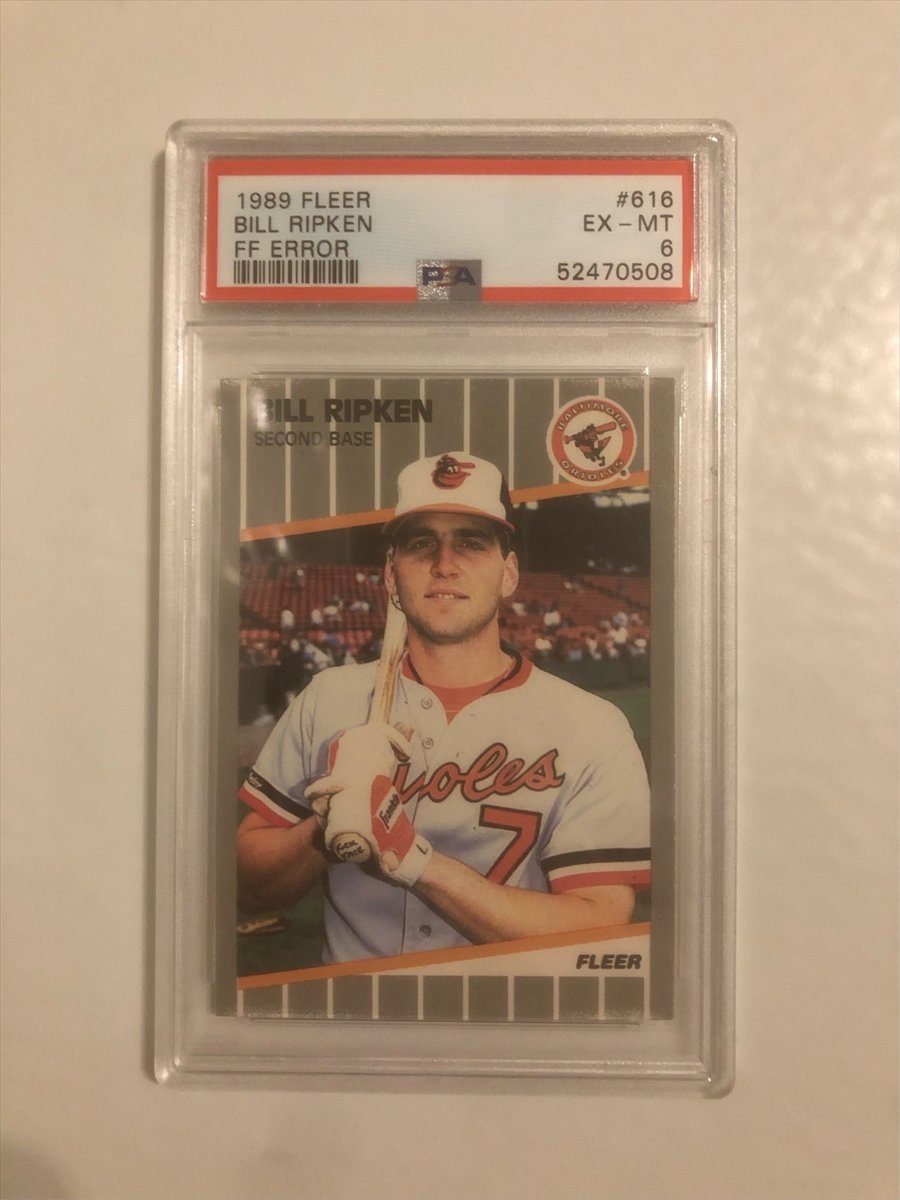 1989 FLEER #616
BILL RIPKEN EX - MT
FF ERROR 6
PSA 52470508
BILL RIPKEN
SECOND BASE
BALTIMORE
ORIOLES
oles
7
FLEER